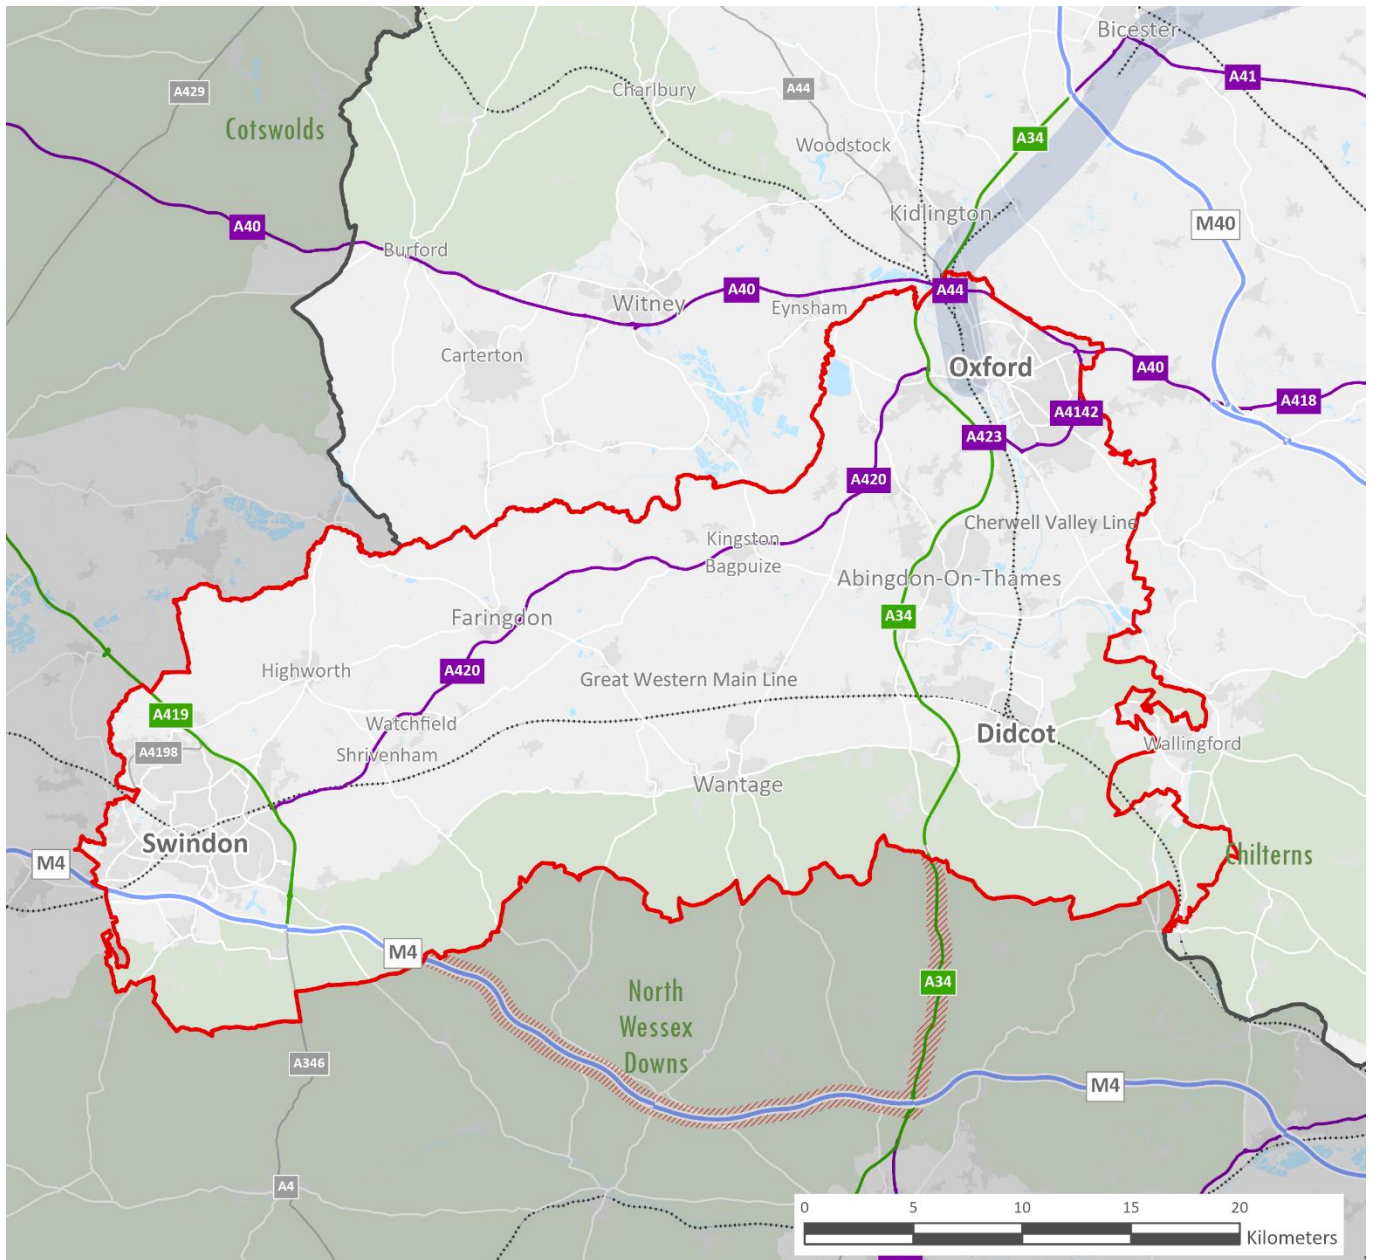 Bicester
A41
A429
Charlbury
A44
Cotswolds
A34
Woodstock
Kidlington
M40
A40
Burford
A40
A44
Witney
Eynsham
Carterton
Oxford
A40
A418
A4142
A423
A420
Cherwell Valley Line
Kingston
Bagpuize
Abingdon-On-Thames
Faringdon
A34
Highworth
A420
Great Western Main Line
A419
Watchfield
Didcot
Wallingford
A4198
Shrivenham
Wantage
Swindon
M4
Chilterns
M4
A34
North
Wessex
Downs
A346
M4
A4
0 5 10 15 20
Kilometers